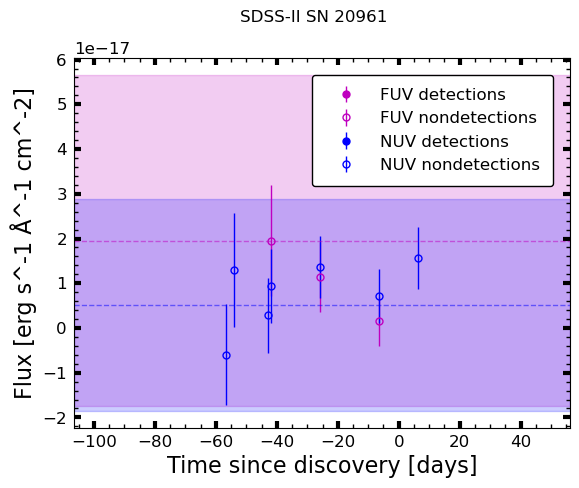 SDSS-II SN 20961
1e−17
6
5
4
3
2
1
0
−1
−2
FUV detections
FUV nondetections
NUV detections
NUV nondetections
−100 −80 −60 −40 −20 0 20 40
Time since discovery [days]
Flux [erg s^-1 Å^-1 cm^-2]